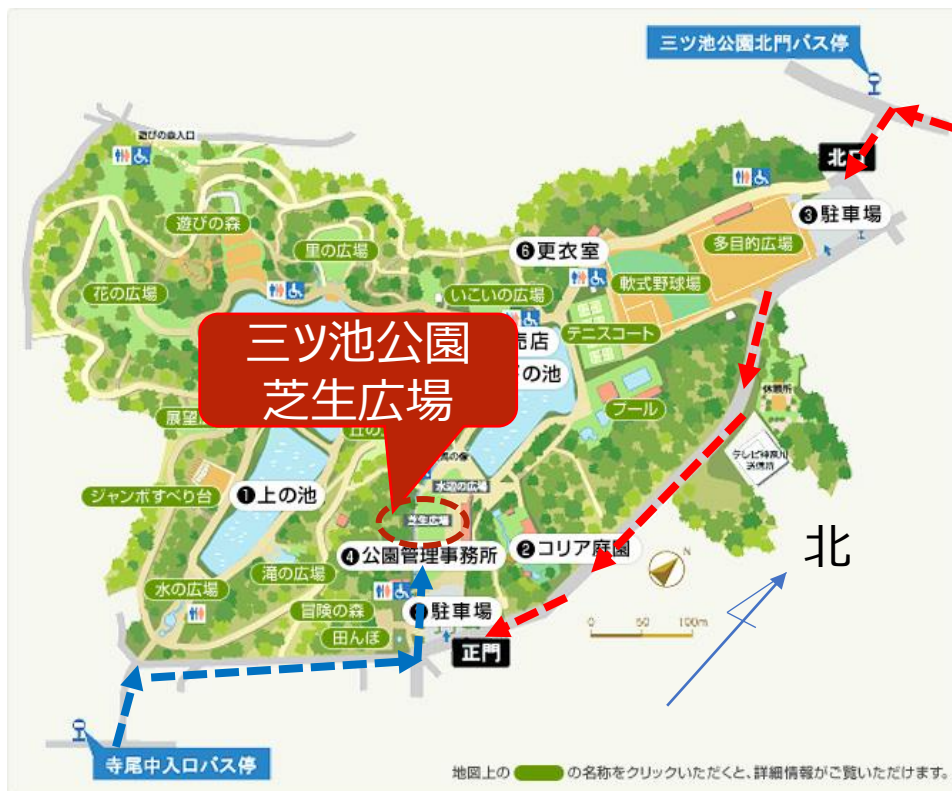 三ツ池公園北門バス停
遊びの森入口
北口
❸駐車場
多目的広場
遊びの森
里の広場
❻更衣室
軟式野球場
花の広場
いこいの広場
テニスコート
売店
の池
三ツ池公園
芝生広場
プール
休憩所
展望
テレビ神奈川
送信所
水辺の広場
ジャンボすべり台
❶上の池
芝生広場
❹公園管理事務所
❷コリア庭園
N
北
滝の広場
水の広場
冒険の森
駐車場
田んぼ
正門
0 50 100m
寺尾中入口バス停
地図上の の名称をクリックいただくと、詳細情報がご覧いただけます。